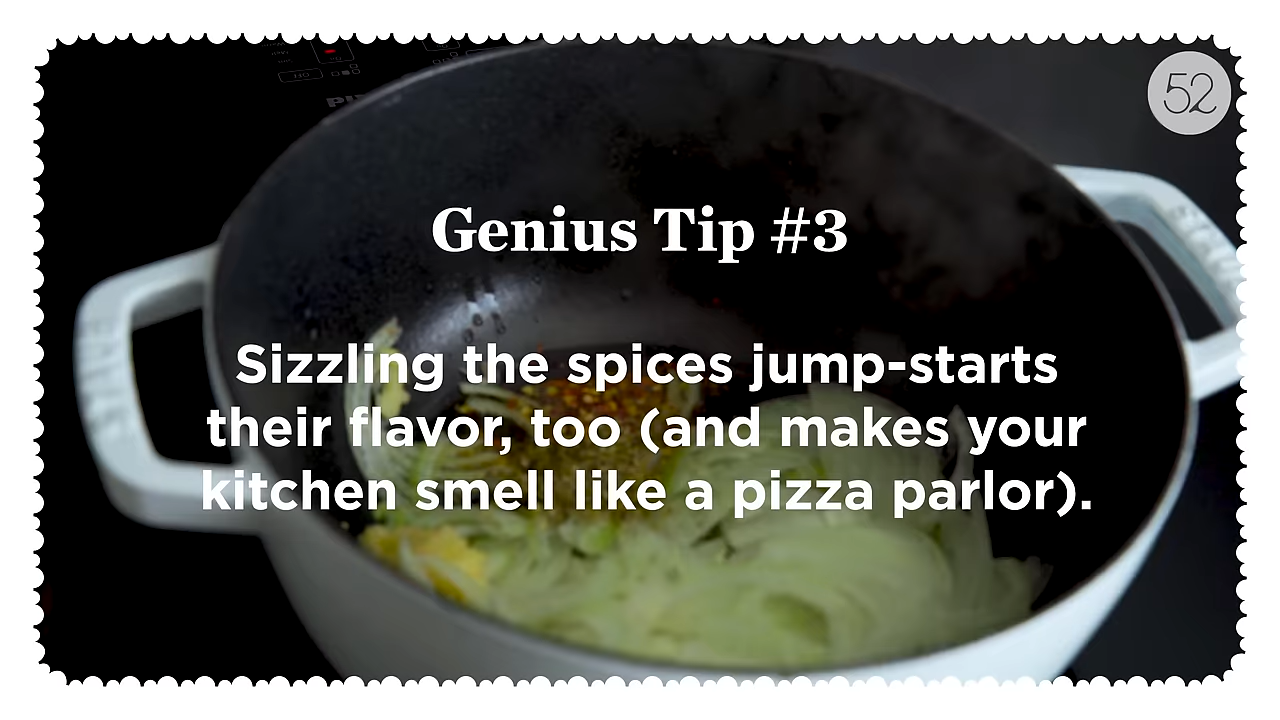 52
Genius Tip #3
Sizzling the spices jump-starts
their flavor, too (and makes your
kitchen smell like a pizza parlor).